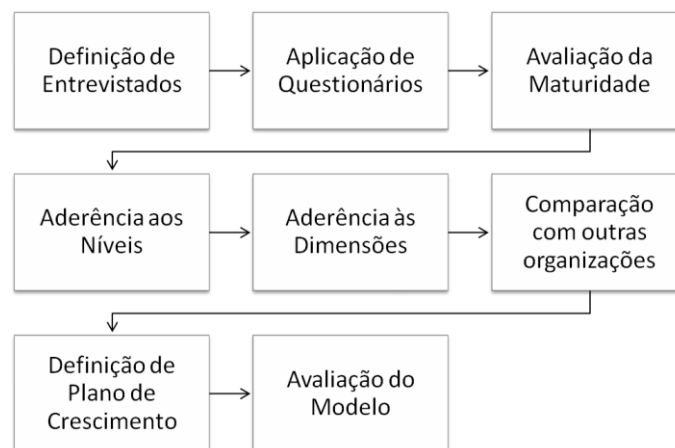 Definição de
Entrevistados
Aplicação de
Questionários
Avaliação da
Maturidade
Aderência aos
Níveis
Aderência às
Dimensões
Comparação
com outras
organizações
Definição de
Plano de
Crescimento
Avaliação do
Modelo